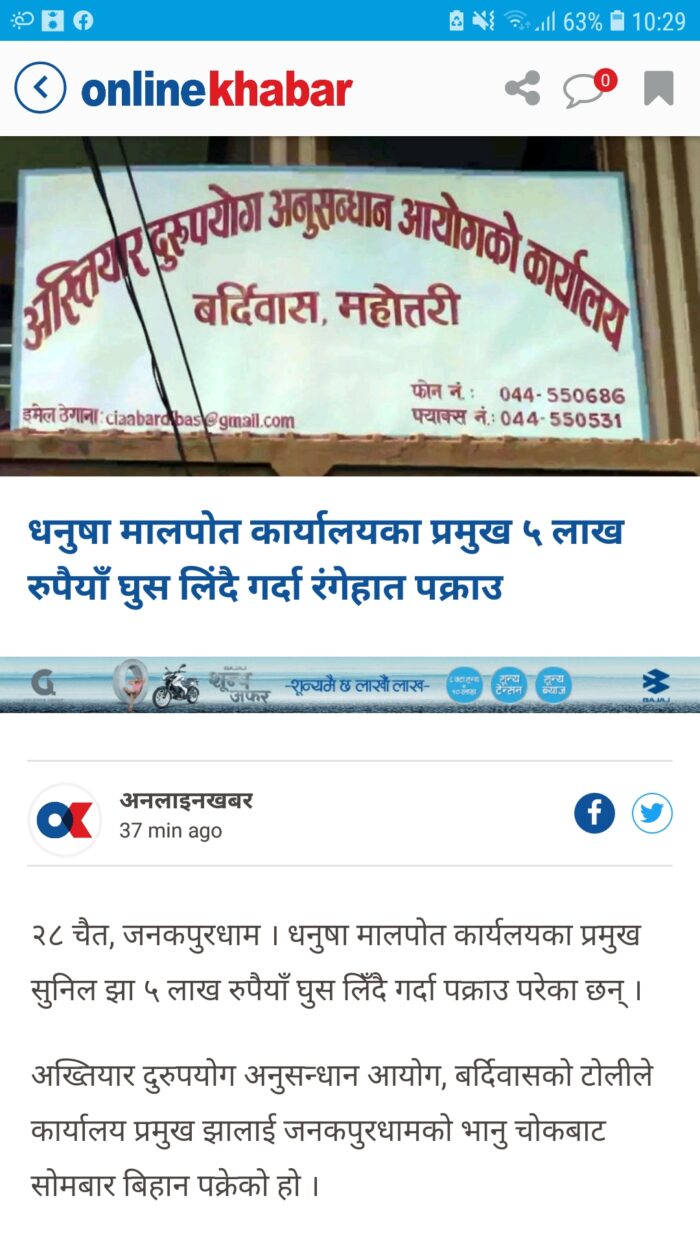 63% 10:29
onlinekhabar
0
अख्तियार दुरुपयोग अनुसन्धान आयोगको कार्यालय
बर्दिवास, महोत्तरी
फोन नं.: 044-550686
इमेल ठेगाना: ciaabardibas@gmail.com
फ्याक्स नं.: 044-550531
धनुषा मालपोत कार्यालयका प्रमुख ५ लाख
रुपैयाँ घुस लिंदै गर्दा रंगेहात पक्राउ
BAJAJ
शून्य
अफर
-शून्यमै छ लाखौं लाख-
शून्य
टेन्सन
शून्य
ब्याज
BAJAJ
अनलाइनखबर
37 min ago
२८ चैत, जनकपुरधाम । धनुषा मालपोत कार्यलयका प्रमुख
सुनिल झा ५ लाख रुपैयाँ घुस लिँदै गर्दा पक्राउ परेका छन् ।
अख्तियार दुरुपयोग अनुसन्धान आयोग, बर्दिवासको टोलीले
कार्यालय प्रमुख झालाई जनकपुरधामको भानु चोकबाट
सोमबार बिहान पक्रेको हो ।